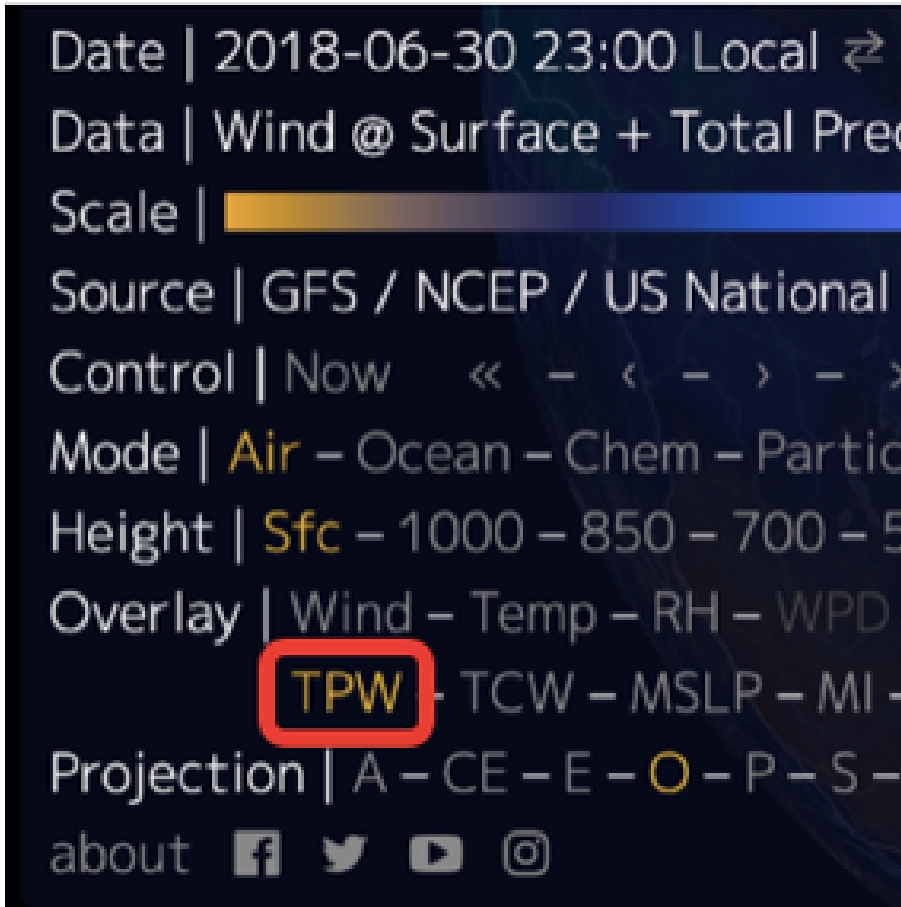 Date | 2018-06-30 23:00 Local ⇄
Data | Wind @ Surface + Total Pre
Scale |
Source | GFS / NCEP / US National
Control | Now « – ‹ – › –
Mode | Air – Ocean – Chem – Partic
Height | Sfc – 1000 – 850 – 700 – 5
Overlay | Wind – Temp – RH – WPD
TPW – TCW – MSLP – MI –
Projection | A – CE – E – O – P – S –
about